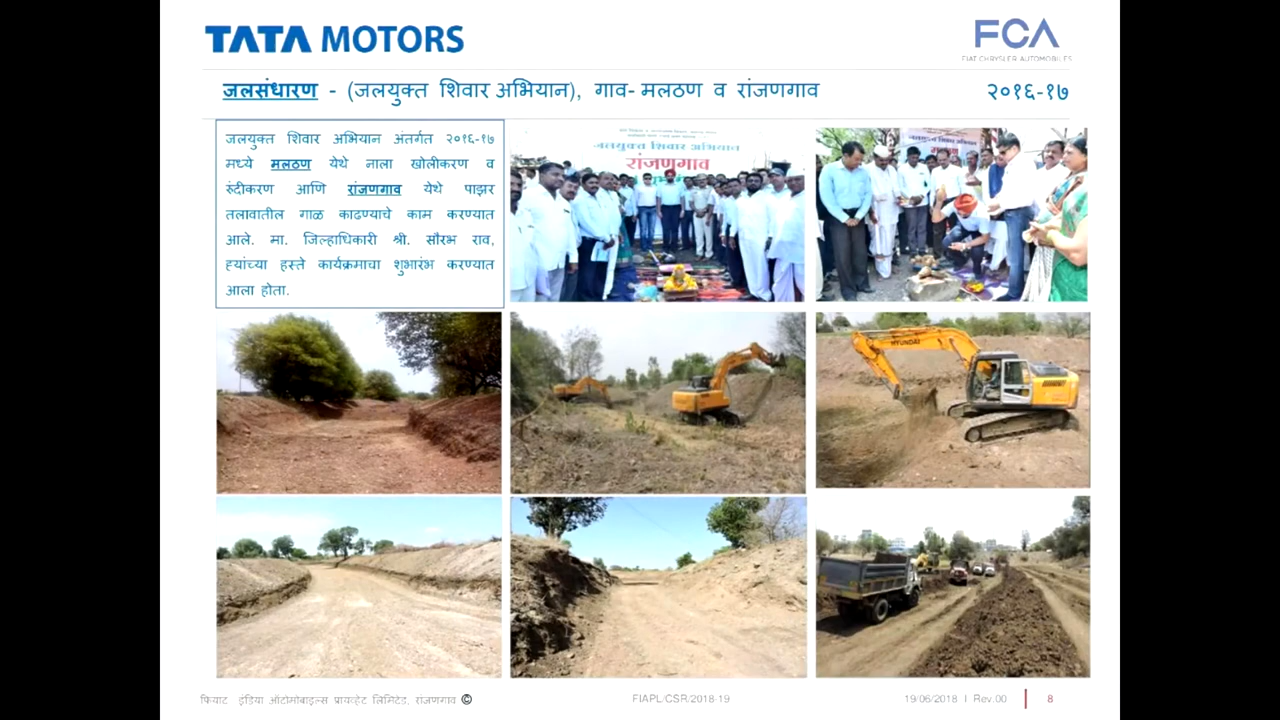 TATA MOTORS
FCA
FIAT CHRYSLER AUTOMOBILES
जलसंधारण - (जलयुक्त शिवार अभियान), गाव- मलठण व रांजणगाव २०१६-१७
जलयुक्त शिवार अभियान अंतर्गत २०१६-१७
मध्ये मलठण येथे नाला खोलीकरण व
रुंदीकरण आणि रांजणगाव येथे पाझर
तलावातील गाळ काढण्याचे काम करण्यात
आले. मा. जिल्हाधिकारी श्री. सौरभ राव,
ह्यांच्या हस्ते कार्यक्रमाचा शुभारंभ करण्यात
आला होता.
जलयुक्त शिवार अभियान
रांजणगाव
जलयुक्त शिवार अभियान
HYUNDAI
फियाट इंडिया ऑटोमोबाइल्स प्रायव्हेट लिमिटेड, रांजणगाव © FIAPL/CSR/2018-19 19/06/2018 | Rev.00 8